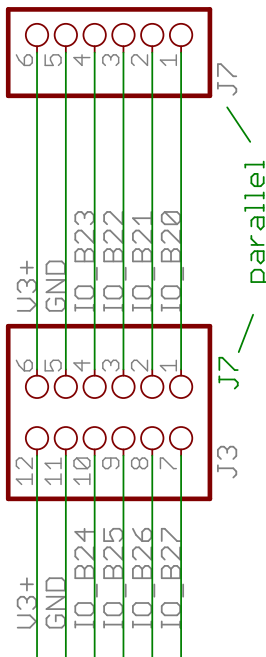 6 5 4 3 2 1
J7
V3+
GND
IO_B23
IO_B22
IO_B21
IO_B20
parallel
6 5 4 3 2 1
J7
12 11 10 9 8 7
J3
V3+
GND
IO_B24
IO_B25
IO_B26
IO_B27